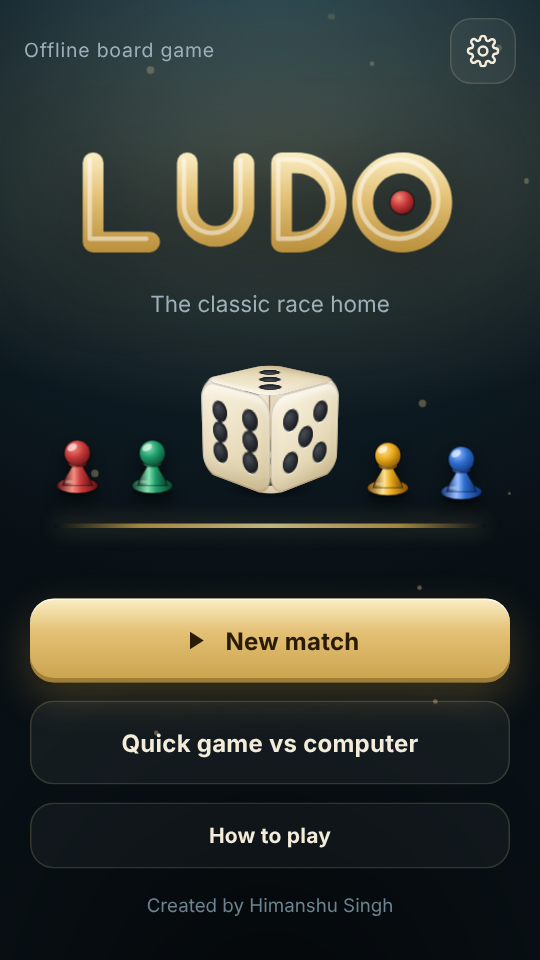 Offline board game
LUDO
The classic race home
New match
Quick game vs computer
How to play
Created by Himanshu Singh